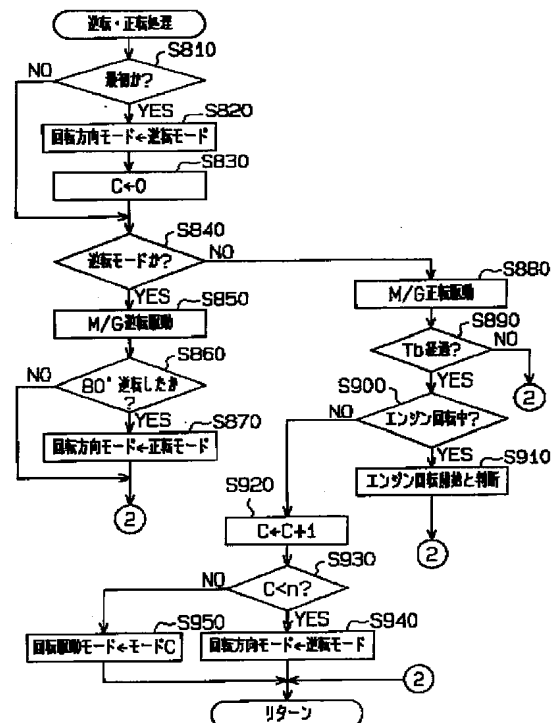 逆転・正転処理
S810
最初か?
NO
YES
S820
回転方向モード←逆転モード
S830
C←0
S840
逆転モードか?
NO
YES
S850
M/G逆転駆動
S860
80°逆転したか
?
NO
YES
S870
回転方向モード←正転モード
2
S880
M/G正転駆動
S890
Tb経過?
NO
2
YES
S900
エンジン回転中?
NO
YES
S910
エンジン回転開始と判断
2
S920
C←C+1
S930
C<n?
NO
YES
S950
回転駆動モード←モードC
S940
回転方向モード←逆転モード
2
リターン